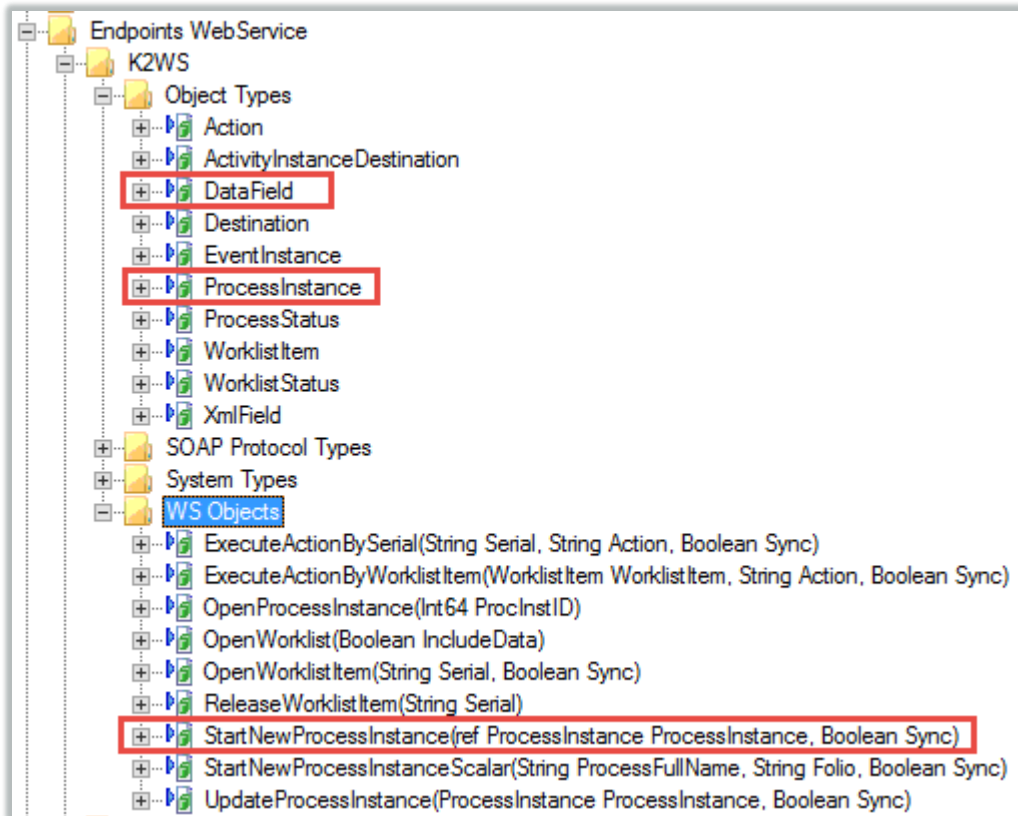 Endpoints WebService
K2WS
Object Types
Action
ActivityInstanceDestination
DataField
Destination
EventInstance
ProcessInstance
ProcessStatus
WorklistItem
WorklistStatus
XmlField
SOAP Protocol Types
System Types
WS Objects
ExecuteActionBySerial(String Serial, String Action, Boolean Sync)
ExecuteActionByWorklistItem(WorklistItem WorklistItem, String Action, Boolean Sync)
OpenProcessInstance(Int64 ProcInstID)
OpenWorklist(Boolean IncludeData)
OpenWorklistItem(String Serial, Boolean Sync)
ReleaseWorklistItem(String Serial)
StartNewProcessInstance(ref ProcessInstance ProcessInstance, Boolean Sync)
StartNewProcessInstanceScalar(String ProcessFullName, String Folio, Boolean Sync)
UpdateProcessInstance(ProcessInstance ProcessInstance, Boolean Sync)